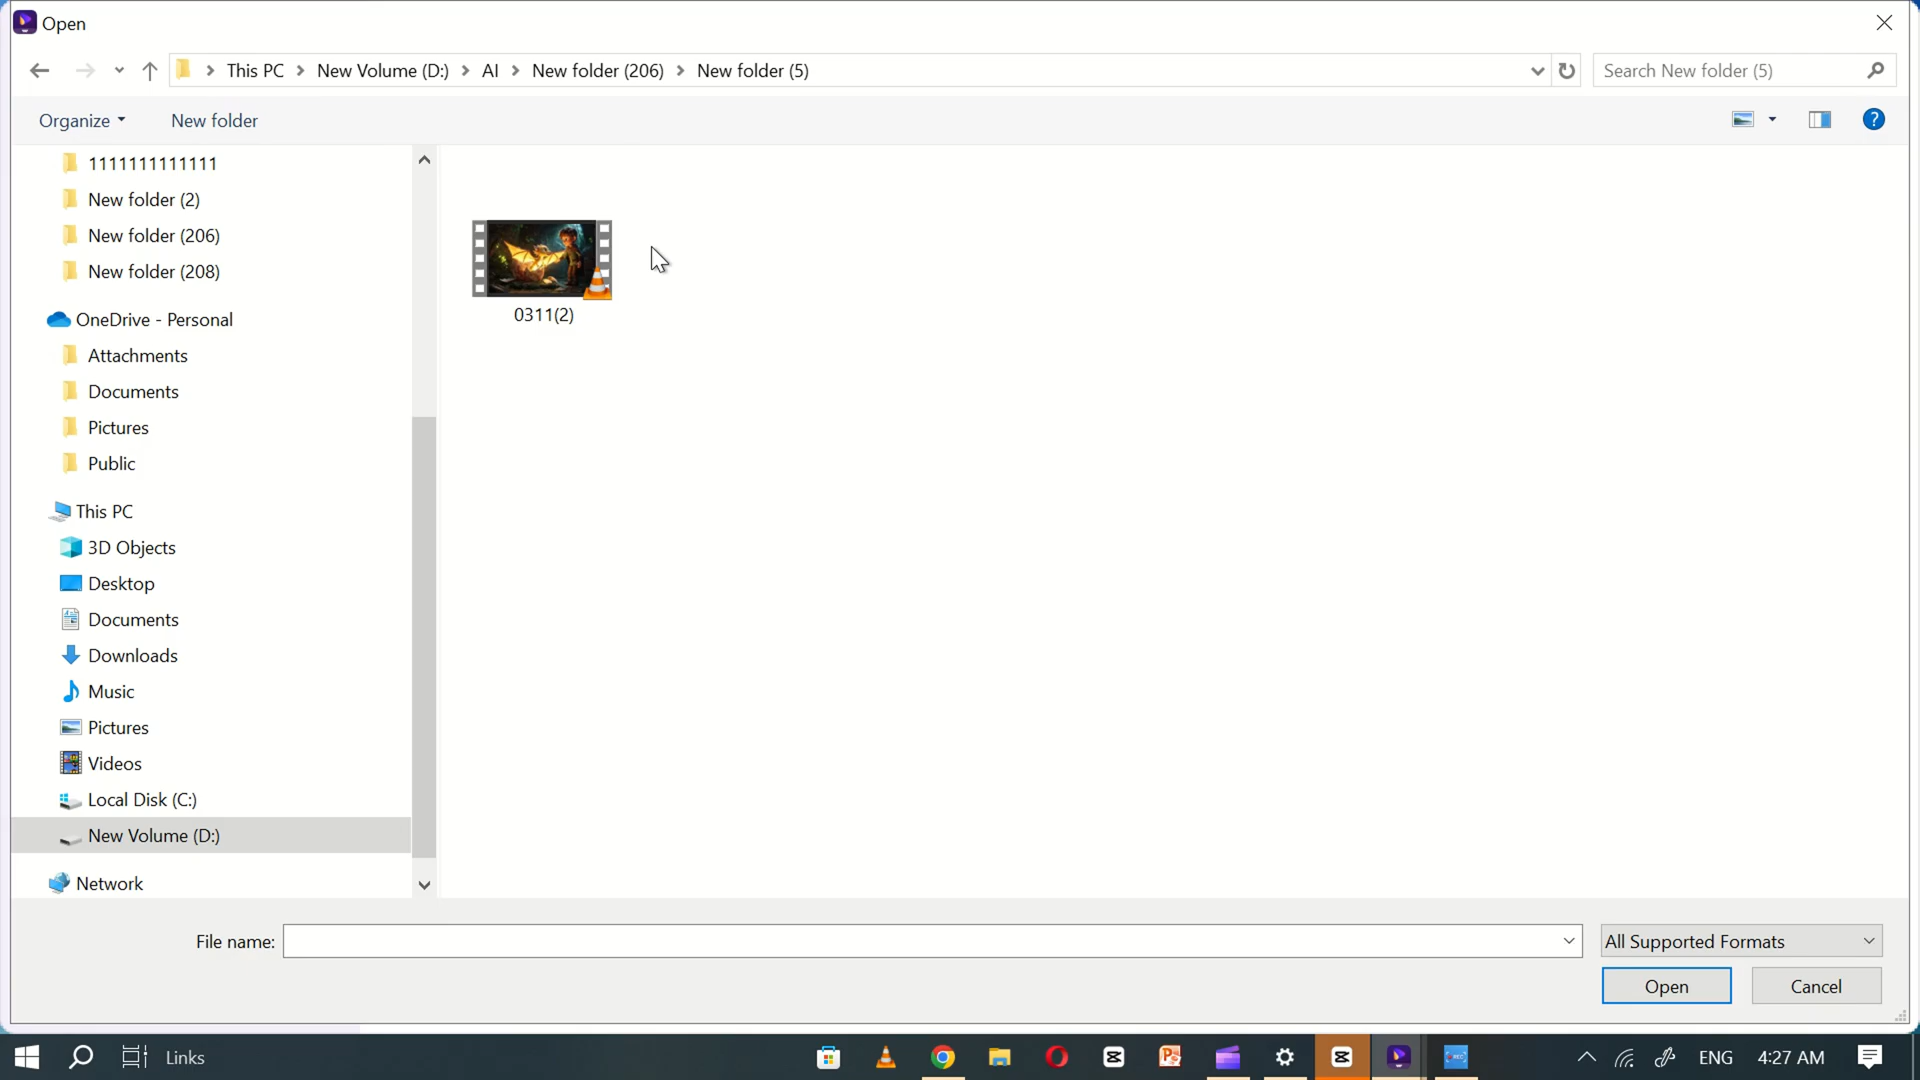 Open
This PC > New Volume (D:) > AI > New folder (206) > New folder (5)
Search New folder (5)
Organize
New folder
?
1111111111111
New folder (2)
New folder (206)
New folder (208)
OneDrive - Personal
Attachments
Documents
Pictures
Public
This PC
3D Objects
Desktop
Documents
Downloads
Music
Pictures
Videos
Local Disk (C:)
New Volume (D:)
Network
0311(2)
File name:
All Supported Formats
Open
Cancel
Links
ENG
4:27 AM